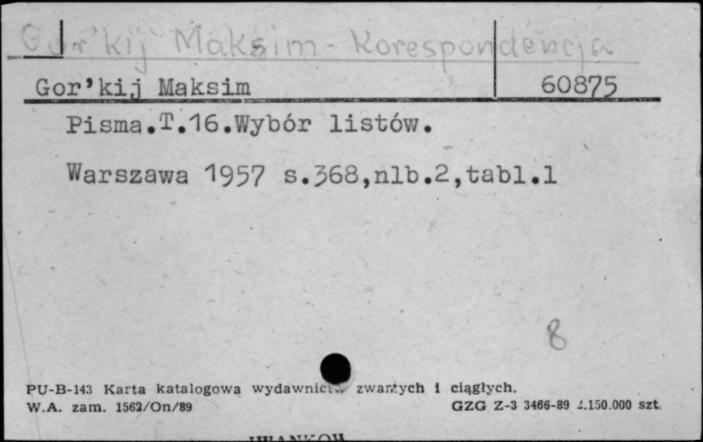 Gor'kij Maksim - Korespondencja
Gor’kij Maksim 60875
Pisma.T.16.Wybór listów.
Warszawa 1957 s.368,nlb.2,tabl.1
8
PU-B-143 Karta katalogowa wydawnictw zwartych i ciągłych.
W.A. zam. 1562/On/89 GZG Z-3 3466-89 2.150.000 szt.